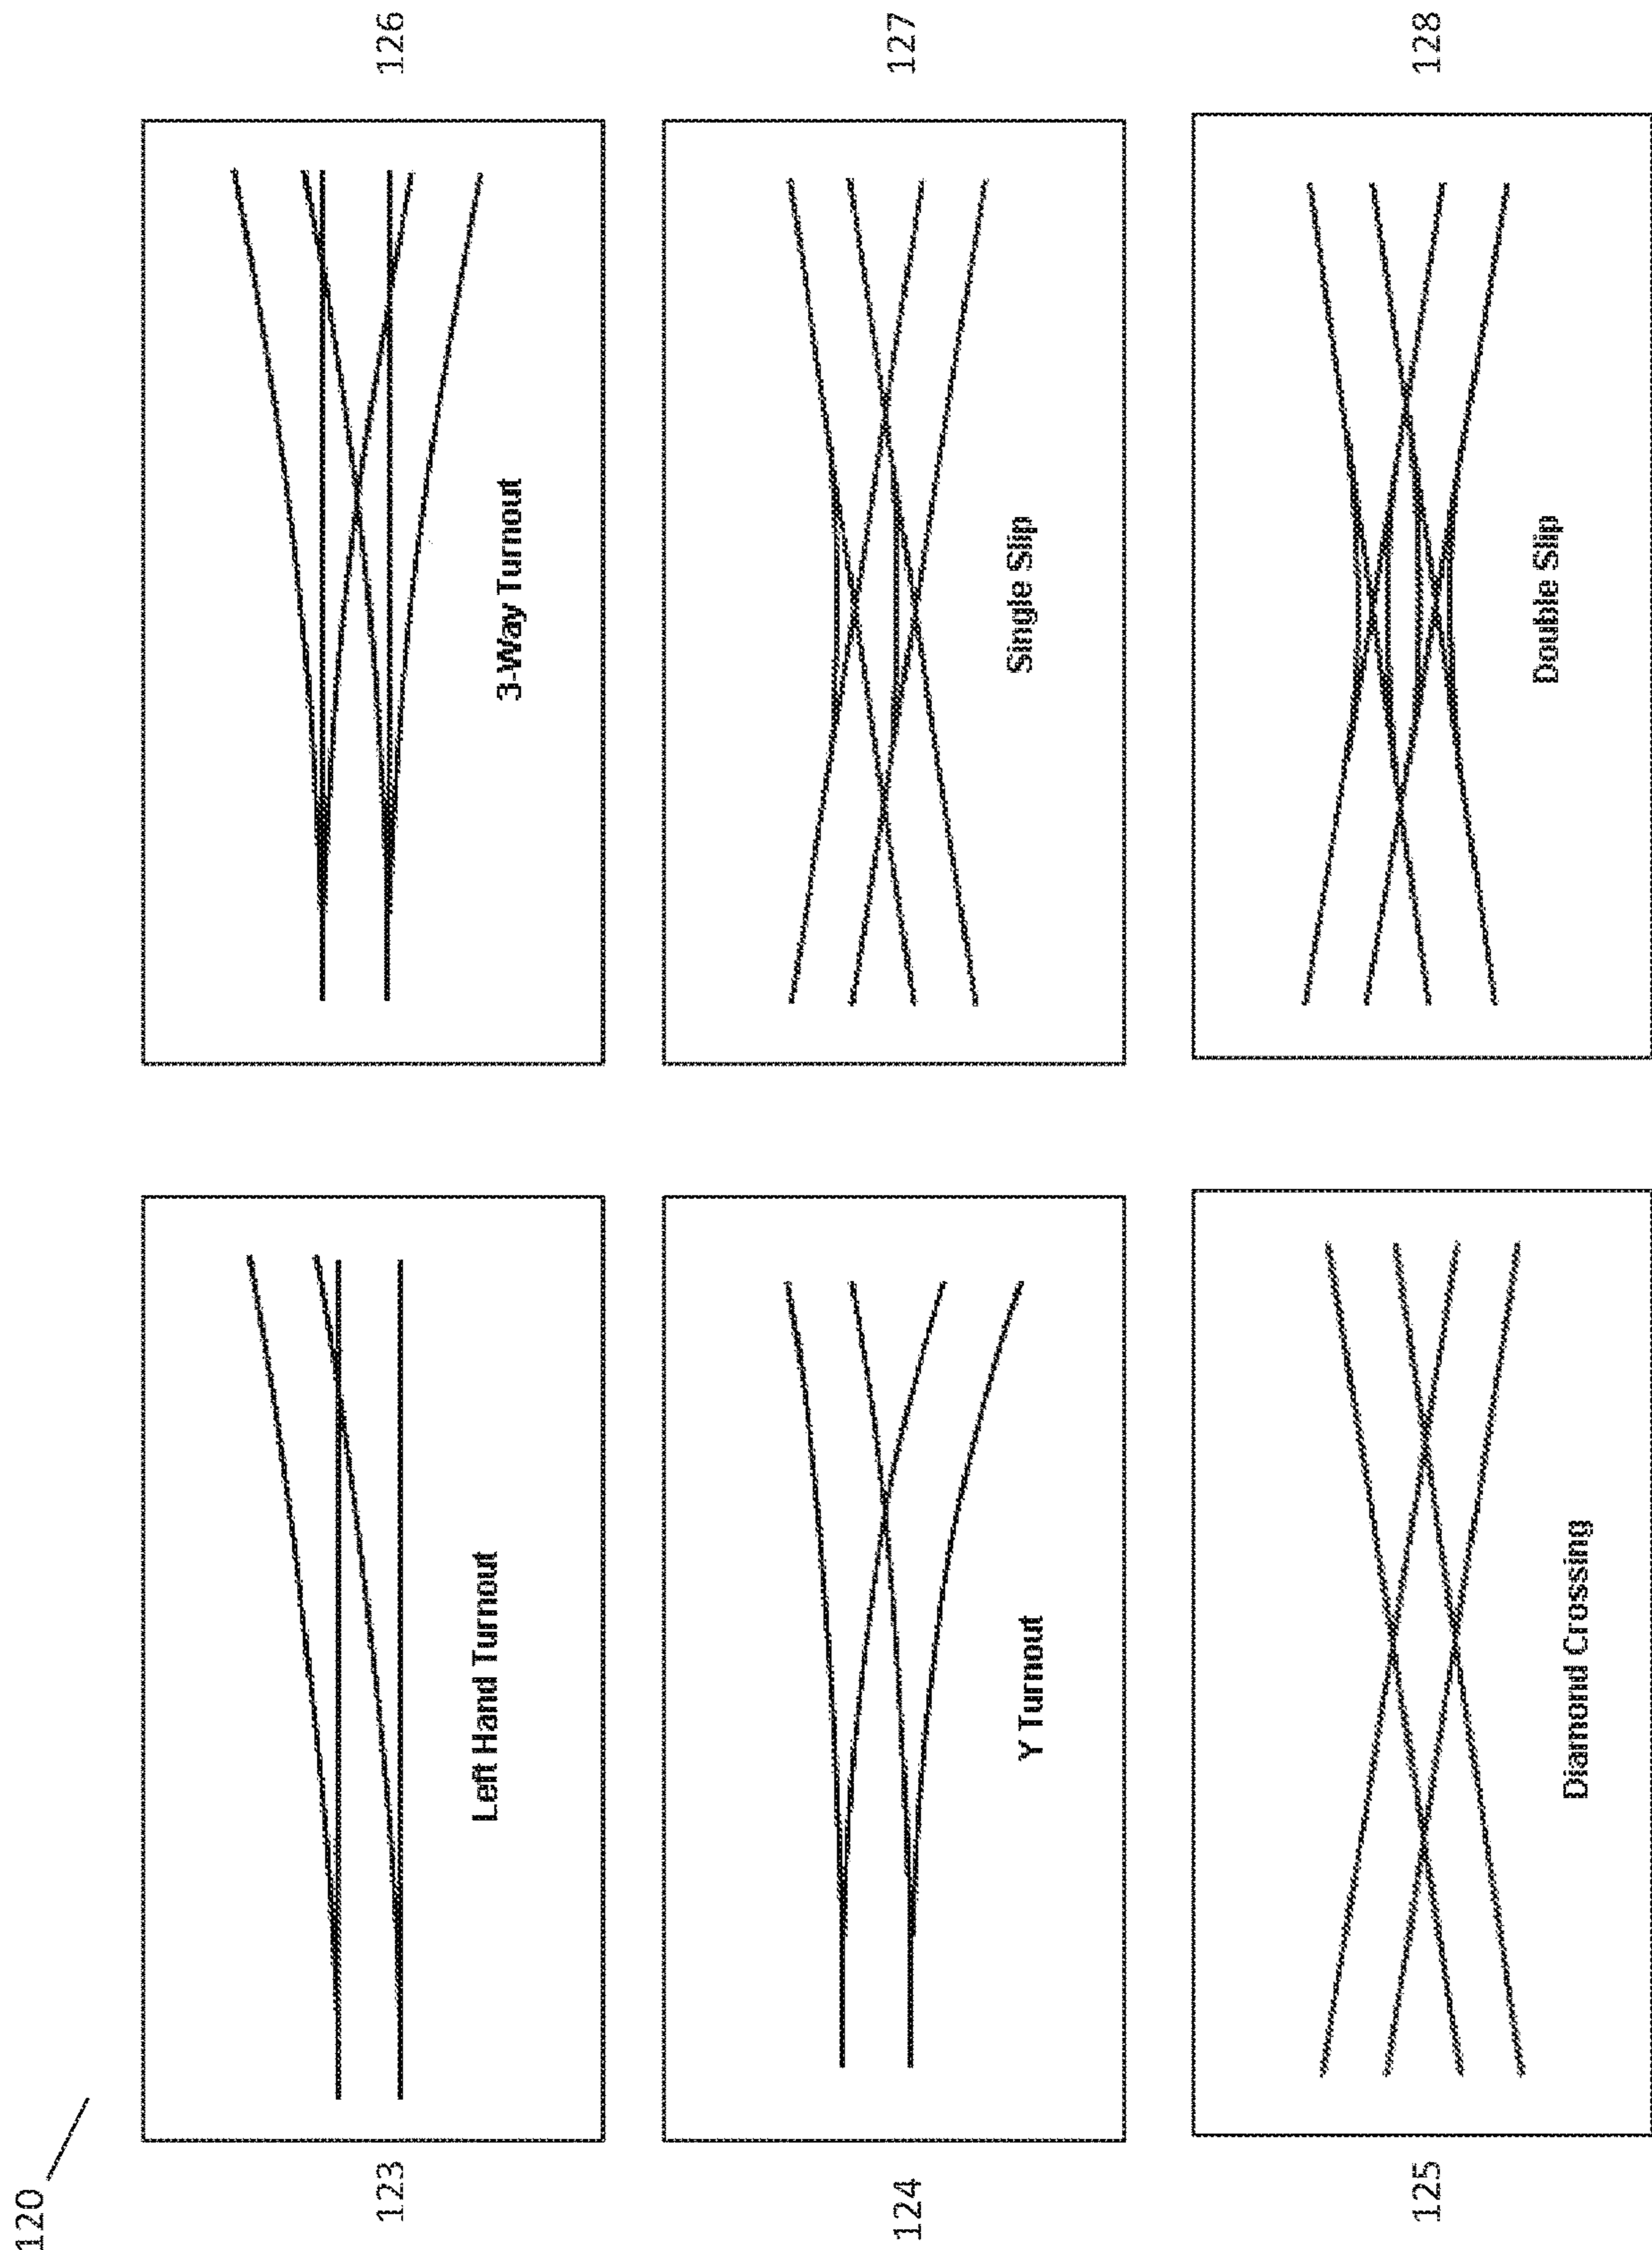 120
123
Left Hand Turnout
3-Way Turnout
126
124
Y Turnout
Single Slip
127
125
Diamond Crossing
Double Slip
128